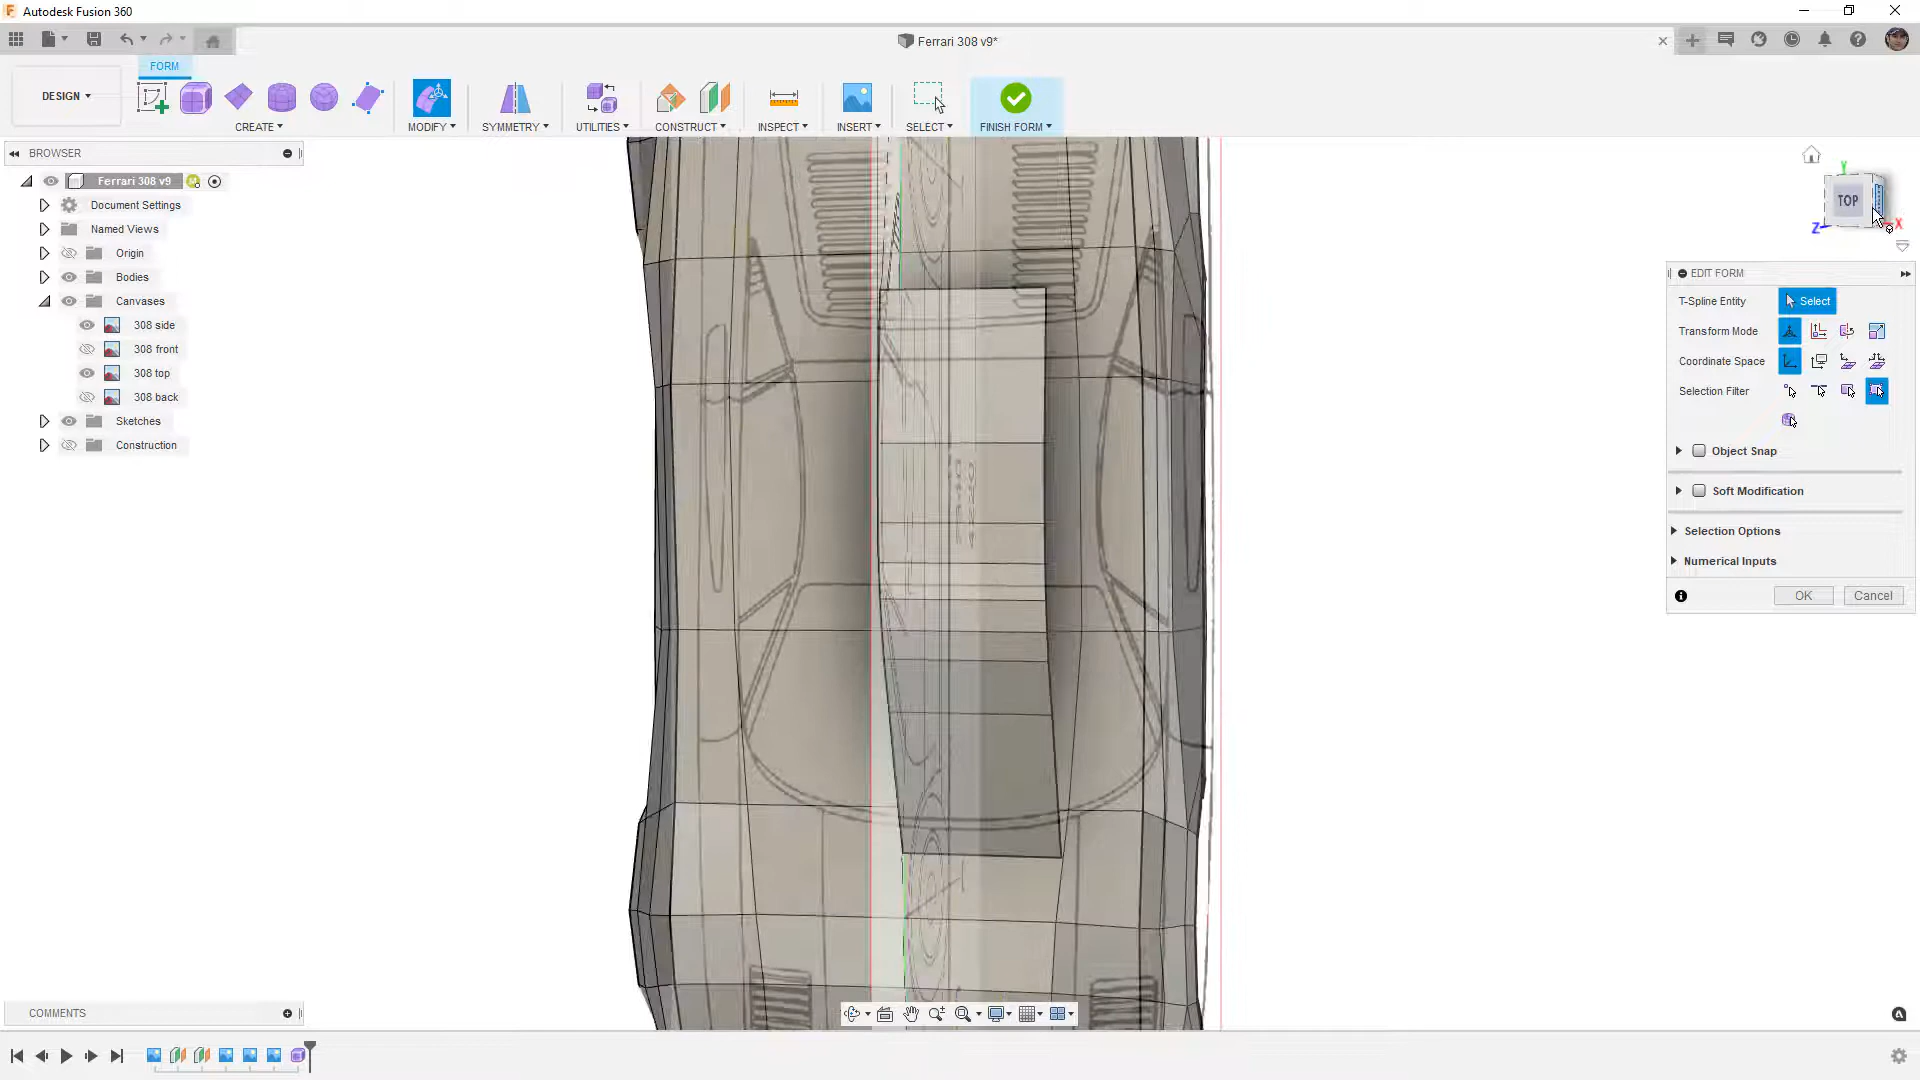 Autodesk Fusion 360
Ferrari 308 v9*
FORM
DESIGN
CREATE
MODIFY
SYMMETRY
UTILITIES
CONSTRUCT
INSPECT
INSERT
SELECT
FINISH FORM
BROWSER
Ferrari 308 v9
Document Settings
Named Views
Origin
Bodies
Canvases
308 side
308 front
308 top
308 back
Sketches
Construction
Y
TOP
Z
X
EDIT FORM
T-Spline Entity
Select
Transform Mode
Coordinate Space
Selection Filter
Object Snap
Soft Modification
Selection Options
Numerical Inputs
OK
Cancel
COMMENTS